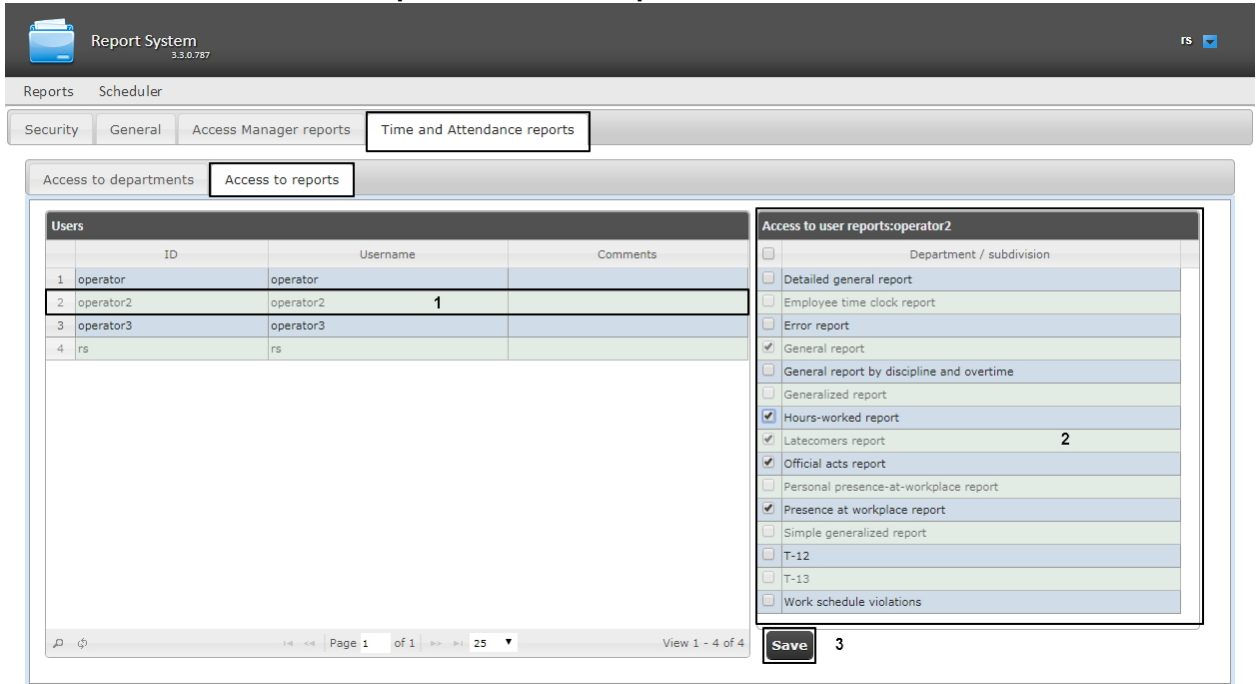 Report System
3.3.0.787
rs
Reports Scheduler
Security General Access Manager reports Time and Attendance reports
Access to departments Access to reports
Users
ID Username Comments
1 operator operator
2 operator2 operator2 1
3 operator3 operator3
4 rs rs
Page 1 of 1 25 View 1 - 4 of 4
Access to user reports:operator2
Department / subdivision
Detailed general report
Employee time clock report
Error report
General report
General report by discipline and overtime
Generalized report
Hours-worked report
Latecomers report 2
Official acts report
Personal presence-at-workplace report
Presence at workplace report
Simple generalized report
T-12
T-13
Work schedule violations
Save 3